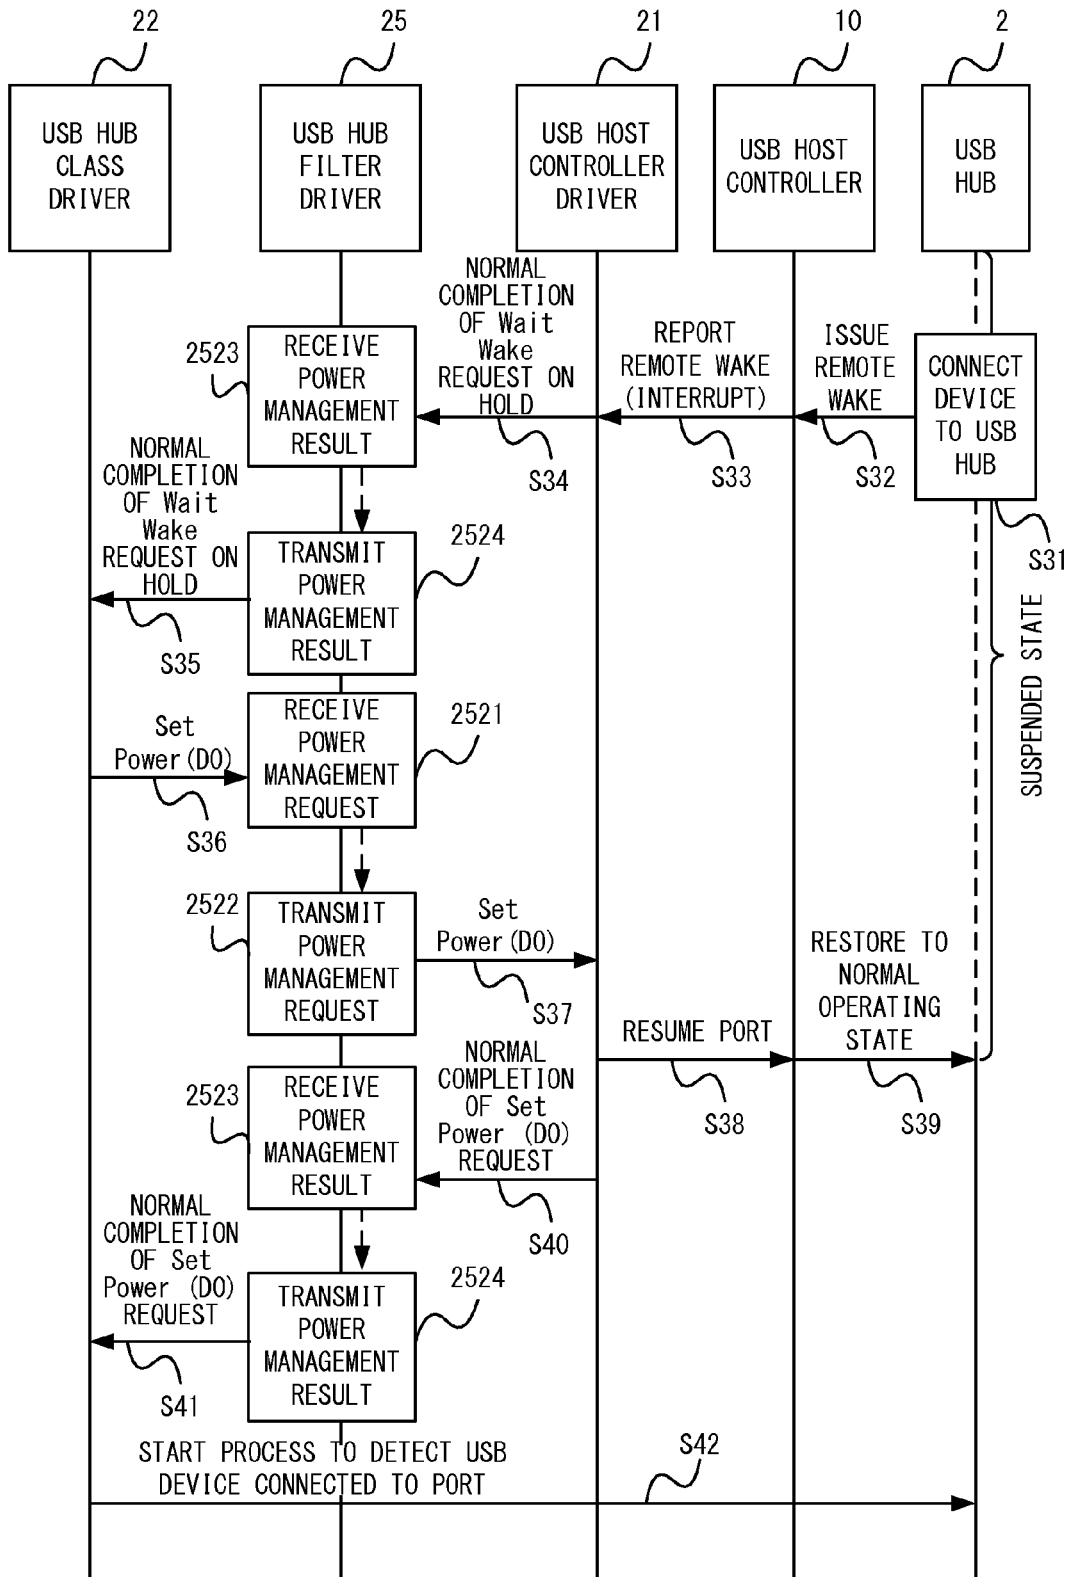 22
25
21
10
2
USB HUB
CLASS
DRIVER
USB HUB
FILTER
DRIVER
USB HOST
CONTROLLER
DRIVER
USB HOST
CONTROLLER
USB
HUB
NORMAL
COMPLETION
OF Wait
Wake
REQUEST ON
HOLD
REPORT
REMOTE WAKE
(INTERRUPT)
ISSUE
REMOTE
WAKE
CONNECT
DEVICE
TO USB
HUB
2523
RECEIVE
POWER
MANAGEMENT
RESULT
S34
S33
S32
S31
NORMAL
COMPLETION
OF Wait
Wake
REQUEST ON
HOLD
2524
TRANSMIT
POWER
MANAGEMENT
RESULT
S35
SUSPENDED STATE
Set
Power(D0)
RECEIVE
POWER
MANAGEMENT
REQUEST
2521
S36
2522
TRANSMIT
POWER
MANAGEMENT
REQUEST
Set
Power(D0)
S37
RESTORE TO
NORMAL
OPERATING
STATE
RESUME PORT
S38
S39
NORMAL
COMPLETION
OF Set
Power (D0)
REQUEST
2523
RECEIVE
POWER
MANAGEMENT
RESULT
S40
NORMAL
COMPLETION
OF Set
Power (D0)
REQUEST
2524
TRANSMIT
POWER
MANAGEMENT
RESULT
S41
START PROCESS TO DETECT USB
DEVICE CONNECTED TO PORT
S42